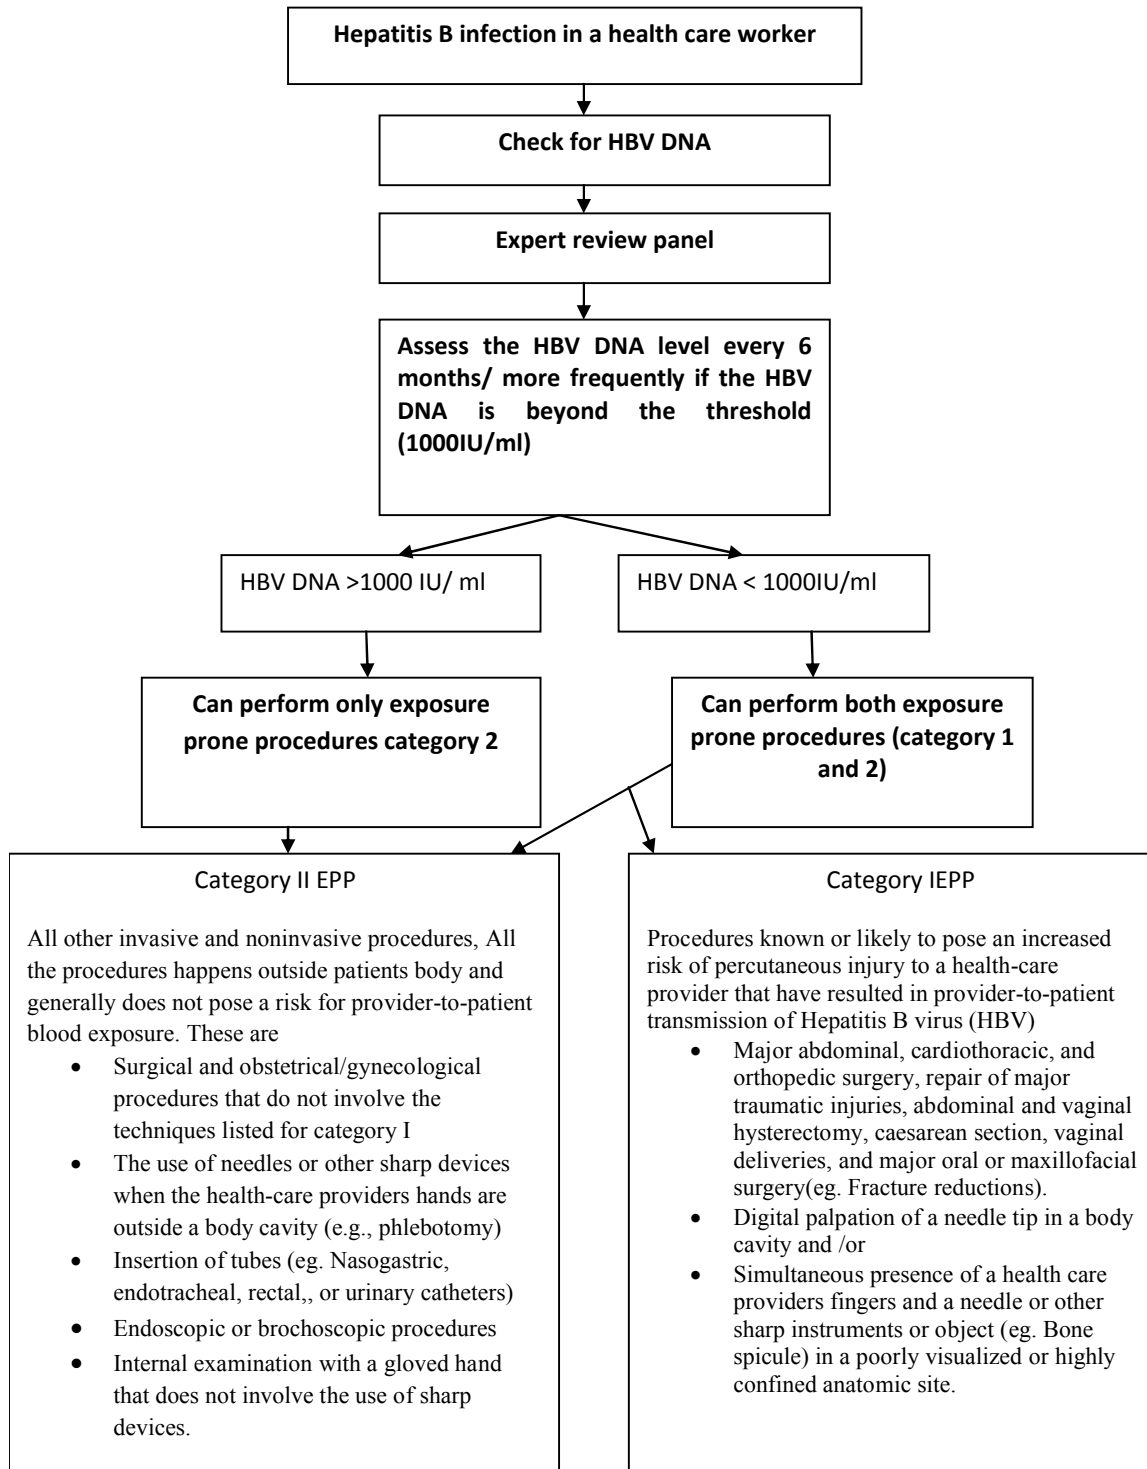 Hepatitis B infection in a health care worker
Check for HBV DNA
Expert review panel
Assess the HBV DNA level every 6
months/ more frequently if the HBV
DNA is beyond the threshold
(1000IU/ml)
HBV DNA >1000 IU/ ml
HBV DNA < 1000IU/ml
Can perform only exposure
prone procedures category 2
Can perform both exposure
prone procedures (category 1
and 2)
Category II EPP
All other invasive and noninvasive procedures, All
the procedures happens outside patients body and
generally does not pose a risk for provider-to-patient
blood exposure. These are
• Surgical and obstetrical/gynecological
procedures that do not involve the
techniques listed for category I
• The use of needles or other sharp devices
when the health-care providers hands are
outside a body cavity (e.g., phlebotomy)
• Insertion of tubes (eg. Nasogastric,
endotracheal, rectal,, or urinary catheters)
• Endoscopic or brochoscopic procedures
• Internal examination with a gloved hand
that does not involve the use of sharp
devices.
Category IEPP
Procedures known or likely to pose an increased
risk of percutaneous injury to a health-care
provider that have resulted in provider-to-patient
transmission of Hepatitis B virus (HBV)
• Major abdominal, cardiothoracic, and
orthopedic surgery, repair of major
traumatic injuries, abdominal and vaginal
hysterectomy, caesarean section, vaginal
deliveries, and major oral or maxillofacial
surgery(eg. Fracture reductions).
• Digital palpation of a needle tip in a body
cavity and /or
• Simultaneous presence of a health care
providers fingers and a needle or other
sharp instruments or object (eg. Bone
spicule) in a poorly visualized or highly
confined anatomic site.